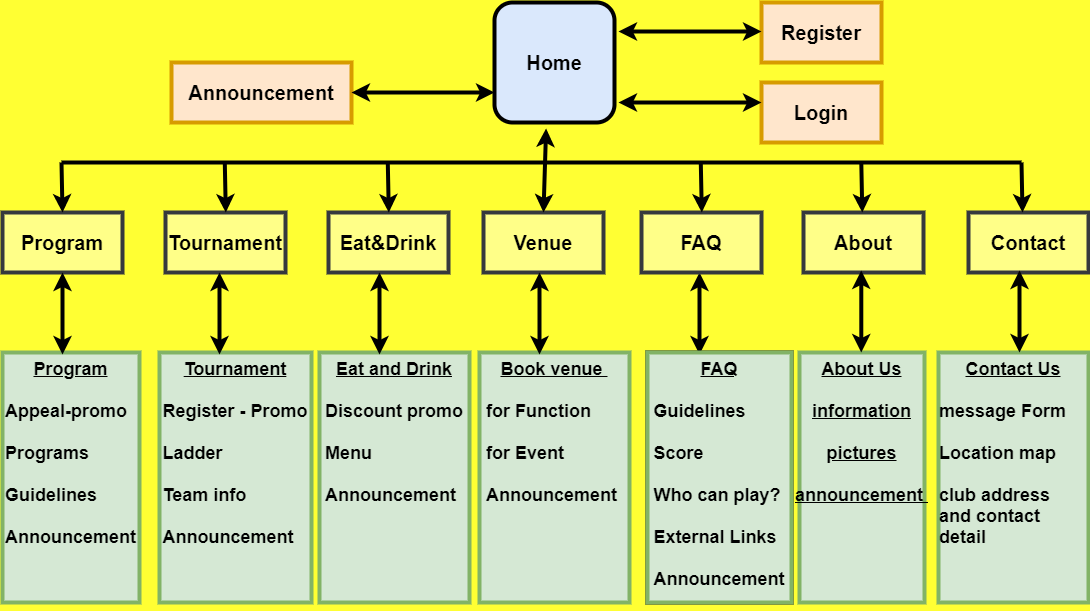 Home
Register
Announcement
Login
Program
Tournament
Eat&Drink
Venue
FAQ
About
Contact
Program
Appeal-promo
Programs
Guidelines
Announcement
Tournament
Register - Promo
Ladder
Team info
Announcement
Eat and Drink
Discount promo
Menu
Announcement
Book venue
for Function
for Event
Announcement
FAQ
Guidelines
Score
Who can play?
External Links
Announcement
About Us
information
pictures
announcement
Contact Us
message Form
Location map
club address
and contact
detail